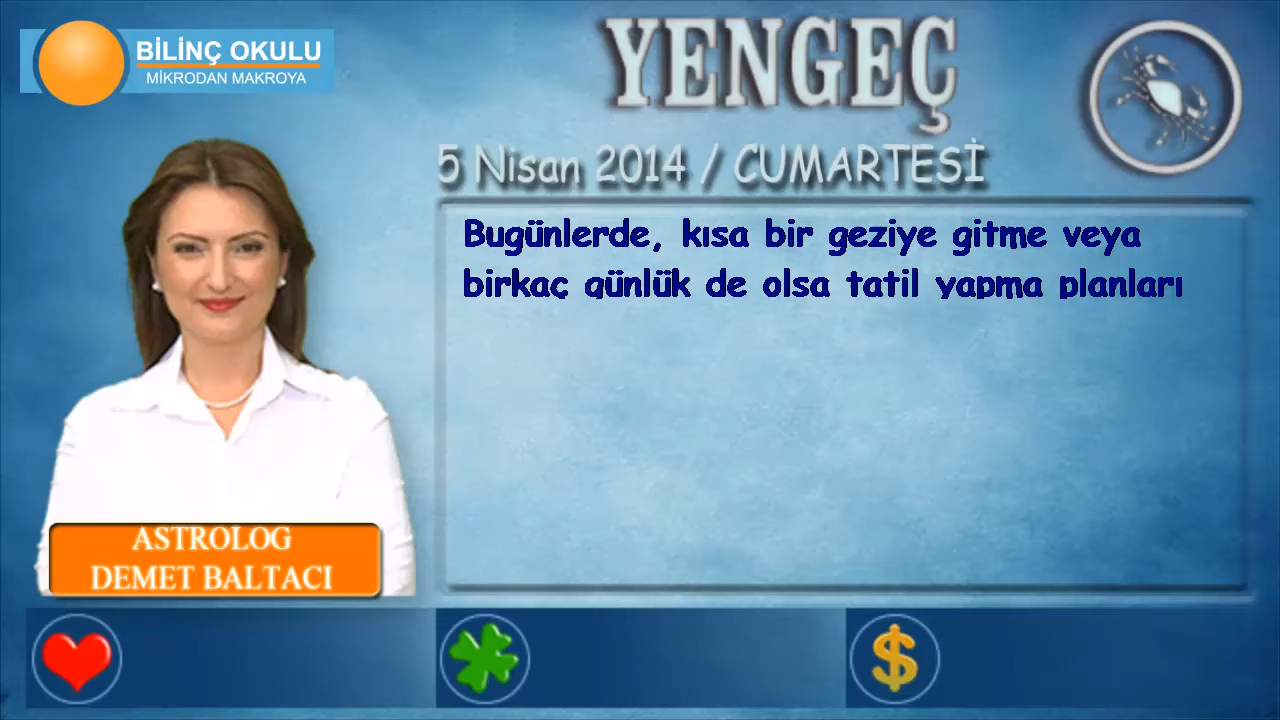 BİLİNÇ OKULU
MİKRODAN MAKROYA
YENGEÇ
5 Nisan 2014 / CUMARTESİ
Bugünlerde, kısa bir geziye gitme veya
birkaç günlük de olsa tatil yapma planları
ASTROLOG
DEMET BALTACI
$